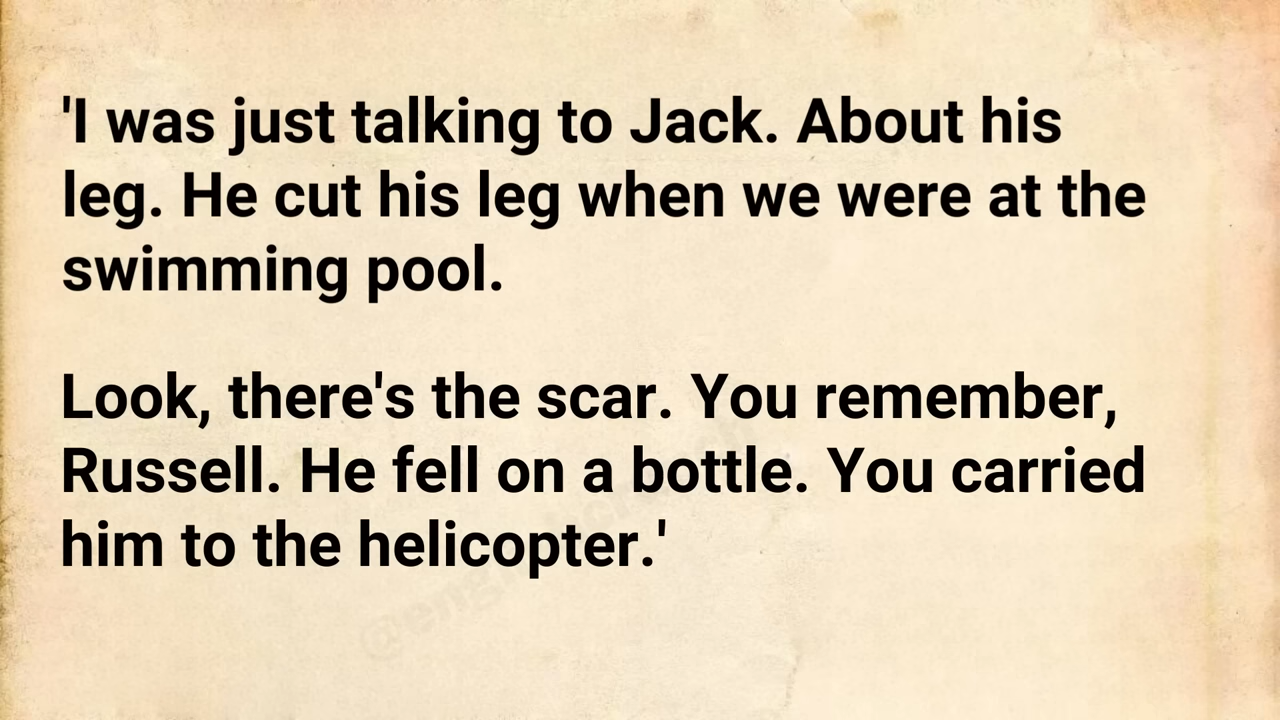 'I was just talking to Jack. About his
leg. He cut his leg when we were at the
swimming pool.
Look, there's the scar. You remember,
Russell. He fell on a bottle. You carried
him to the helicopter.'